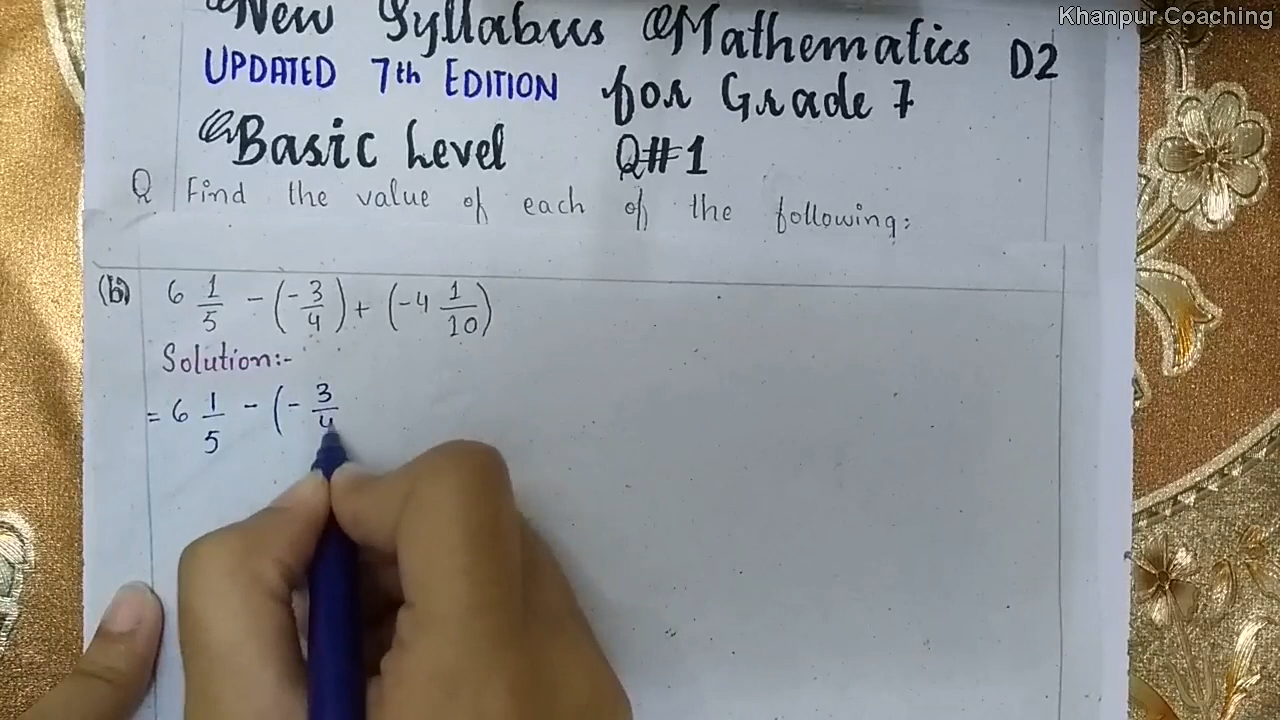 Khanpur Coaching
New Syllabus Mathematics D2
UPDATED 7th EDITION for Grade 7
Basic Level Q#1
Q Find the value of each of the following:
(b) 6 1/5 - (-3/4) + (-4 1/10)
Solution:-
= 6 1/5 - (- 3/4